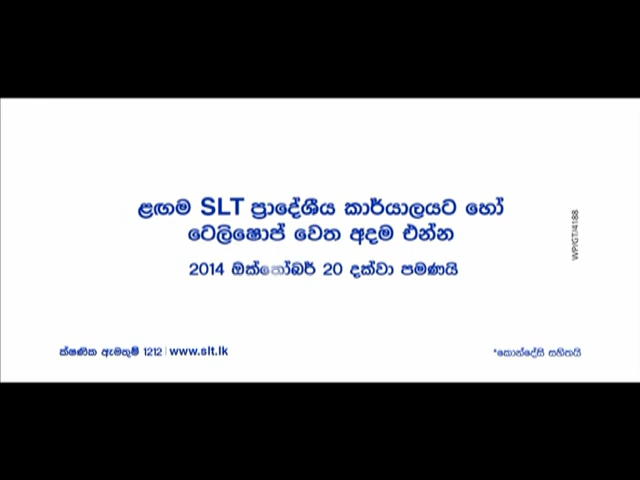 ළඟම SLT ප්‍රාදේශීය කාර්යාලයට හෝ
ටෙලිෂොප් වෙත අදම එන්න
2014 ඔක්තෝබර් 20 දක්වා පමණයි
WP/GT/4188
ක්ෂණික ඇමතුම් 1212 | www.slt.lk
*කොන්දේසි සහිතයි